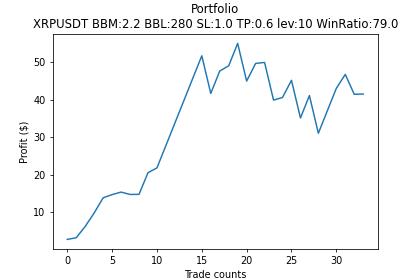 Portfolio
XRPUSDT BBM:2.2 BBL:280 SL:1.0 TP:0.6 lev:10 WinRatio:79.0
Profit ($)
50
40
30
20
10
0 5 10 15 20 25 30
Trade counts